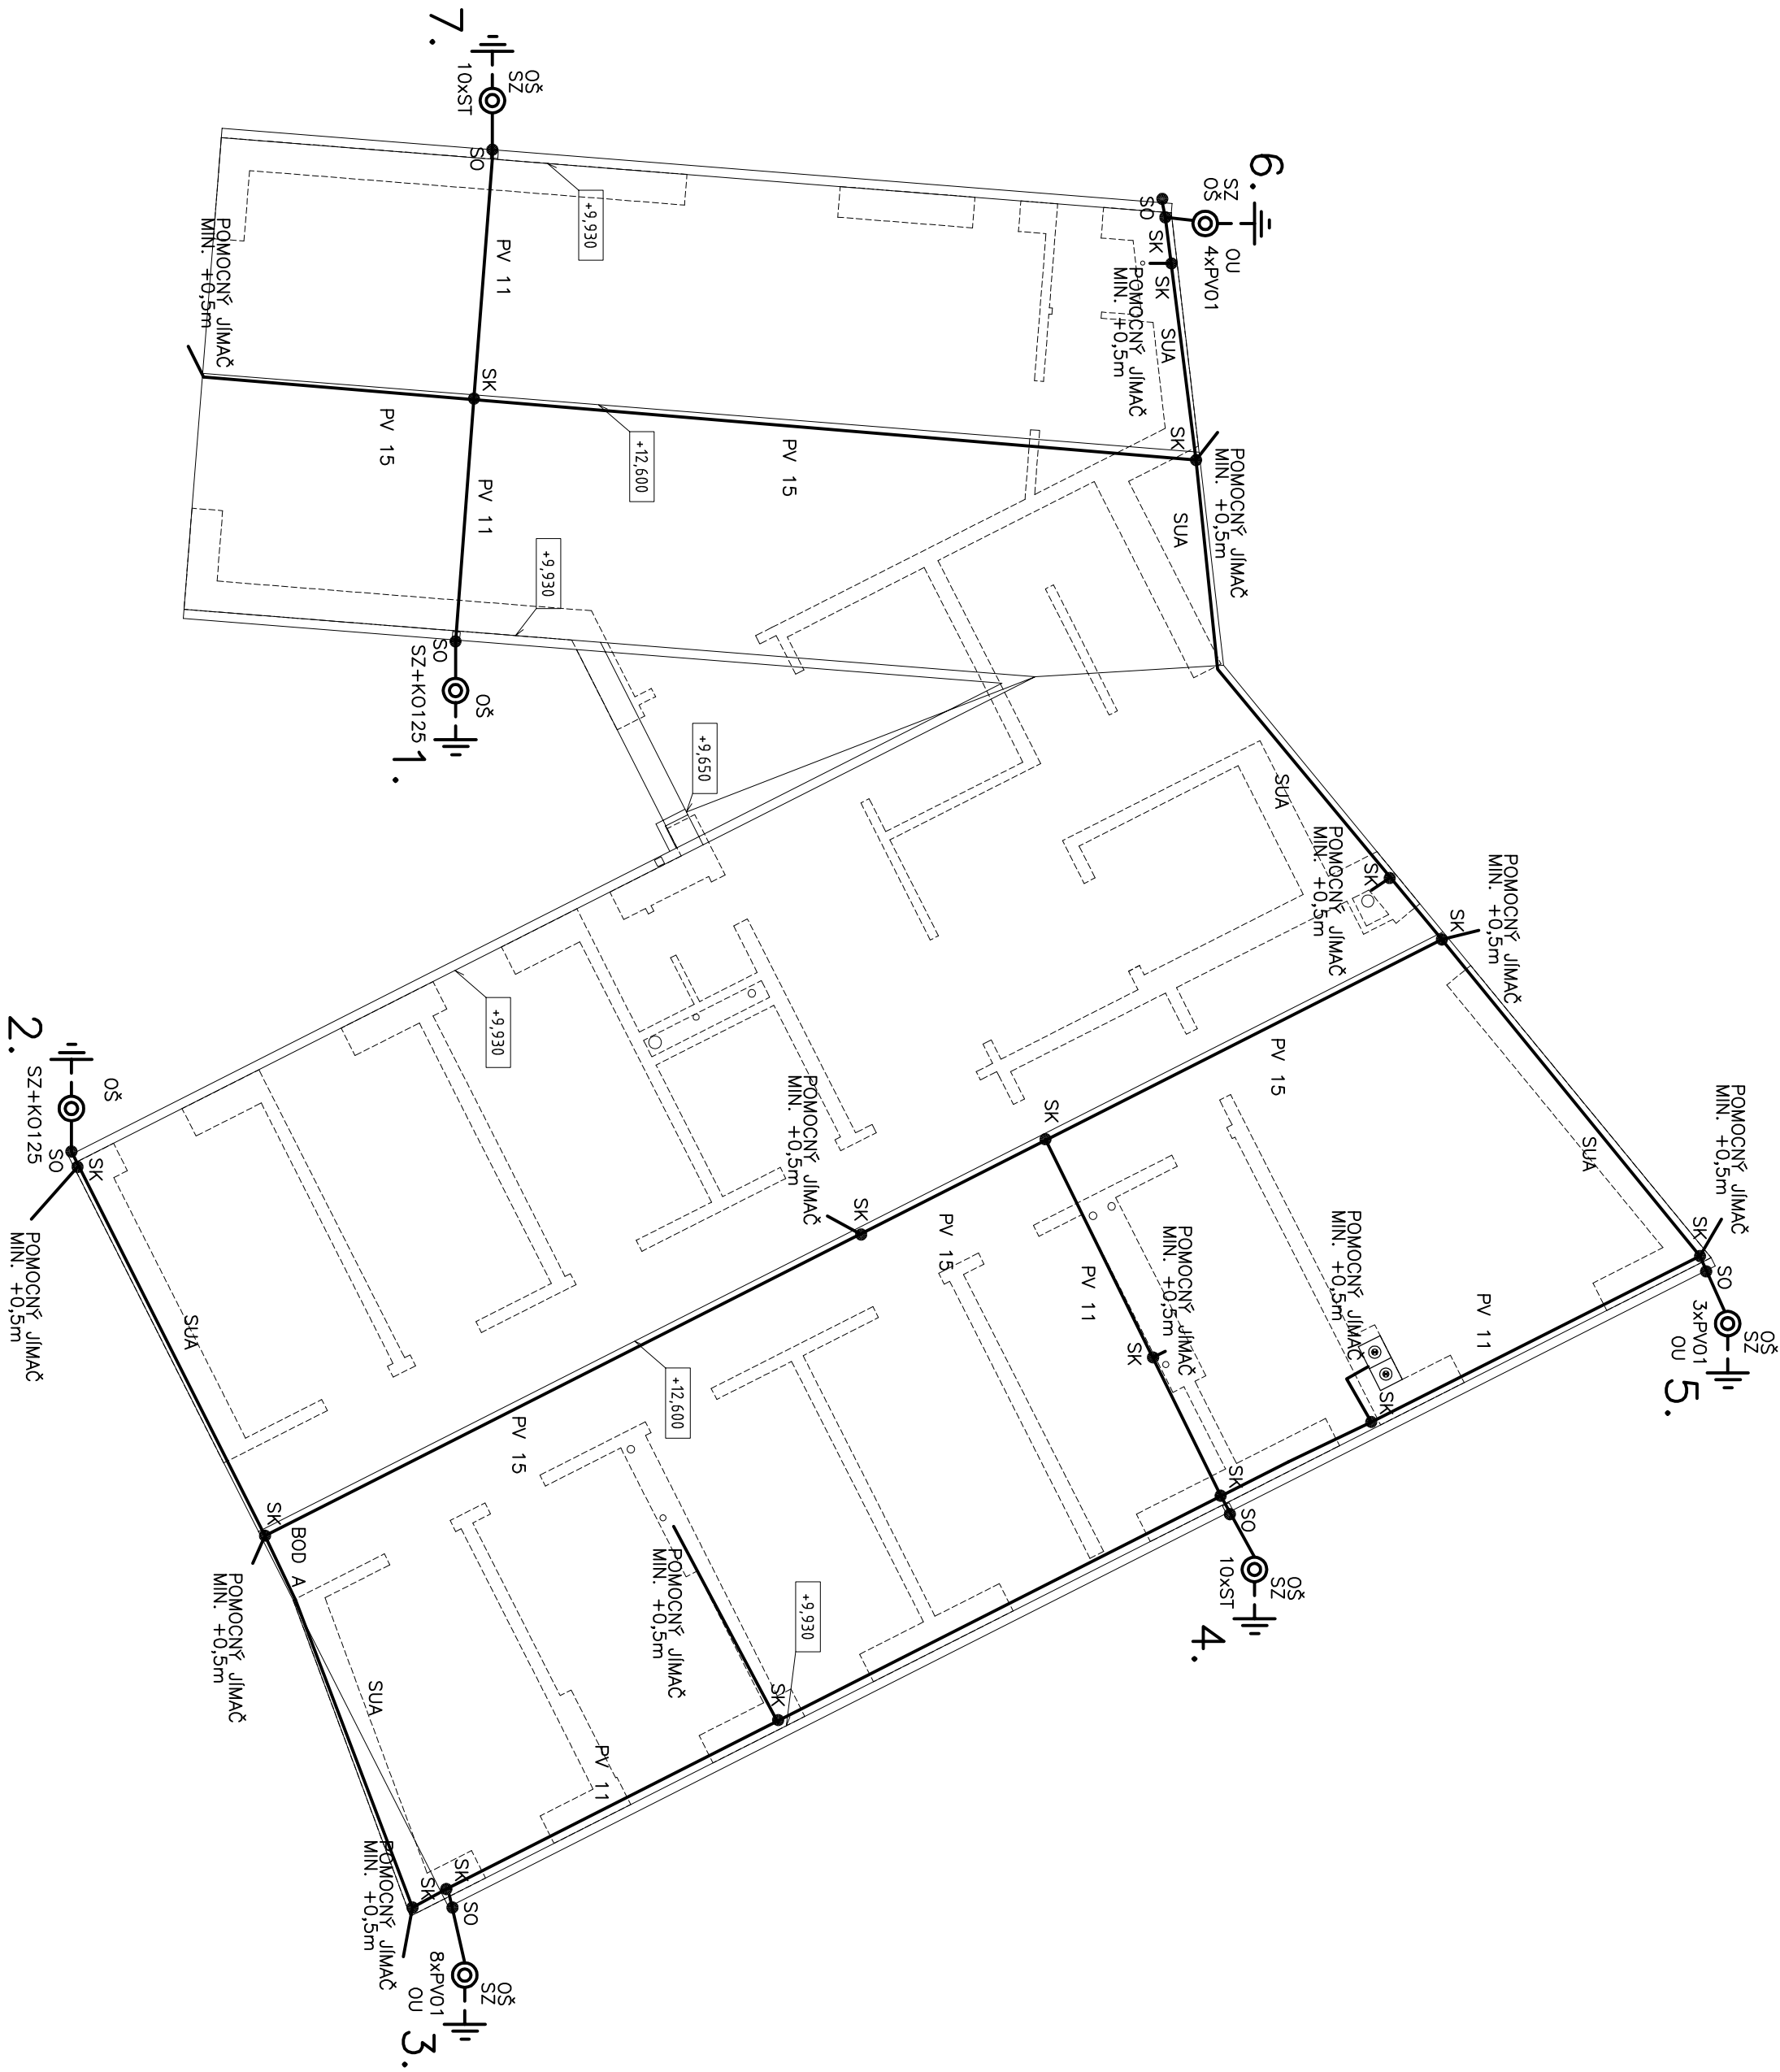 7.
OŠ
SZ
10xST
SO
+9,930
PV 11
POMOCNÝ JÍMAČ
MIN. +0,5m
SK
PV 15
+12,600
PV 15
PV 11
+9,930
SO
SZ+KO125
OŠ
1.
6.
SZ
OŠ
OU
4xPV01
SO
SK
SK
POMOCNÝ JÍMAČ
MIN. +0,5m
SUA
SK
POMOCNÝ JÍMAČ
MIN. +0,5m
SUA
+9,650
SUA
POMOCNÝ JÍMAČ
MIN. +0,5m
SK
SK
POMOCNÝ JÍMAČ
MIN. +0,5m
+9,930
2.
OŠ
SZ+KO125
SO
SK
POMOCNÝ JÍMAČ
MIN. +0,5m
PV 15
SUA
POMOCNÝ JÍMAČ
MIN. +0,5m
SK
POMOCNÝ JÍMAČ
MIN. +0,5m
SK
PV 15
SK
SO
OŠ
SZ
3xPV01
OU
5.
PV 11
POMOCNÝ JÍMAČ
MIN. +0,5m
SK
PV 11
POMOCNÝ JÍMAČ
MIN. +0,5m
SK
SUA
+12,600
PV 15
SK
SO
OŠ
SZ
10xST
4.
SK
BOD A
POMOCNÝ JÍMAČ
MIN. +0,5m
POMOCNÝ JÍMAČ
MIN. +0,5m
+9,930
SK
SUA
PV 11
POMOCNÝ JÍMAČ
MIN. +0,5m
SK
SK
SO
OŠ
SZ
8xPV01
OU
3.